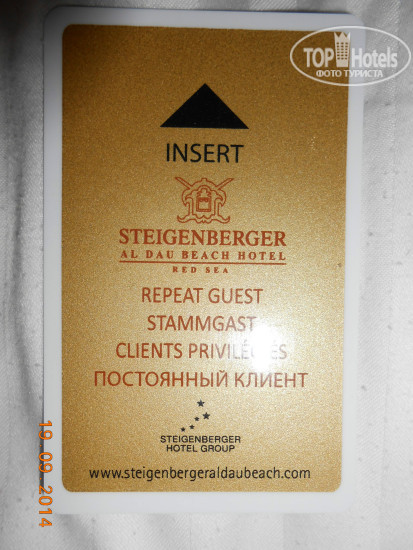 TOP Hotels
ФОТО ТУРИСТА
INSERT
STEIGENBERGER
AL DAU BEACH HOTEL
RED SEA
REPEAT GUEST
STAMMGAST
CLIENTS PRIVILÉGIÉS
ПОСТОЯННЫЙ КЛИЕНТ
STEIGENBERGER
HOTEL GROUP
www.steigenbergeraldaubeach.com
19.09.2014